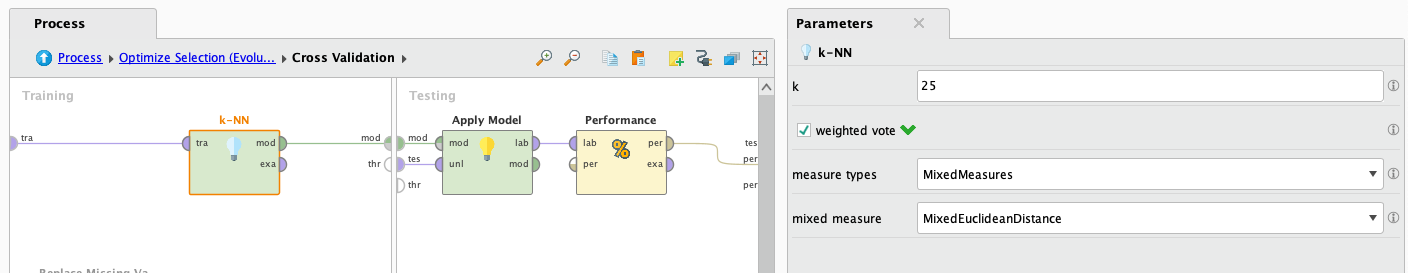 Process
Process Optimize Selection (Evolu... Cross Validation
Training
Testing
k-NN
tra
tra
mod
exa
mod
thr
Apply Model
mod
tes
thr
mod
unl
lab
mod
Performance
lab
per
per
exa
tes
per
per
Replace Missing Va
Parameters
k-NN
k 25
weighted vote
measure types MixedMeasures
mixed measure MixedEuclideanDistance